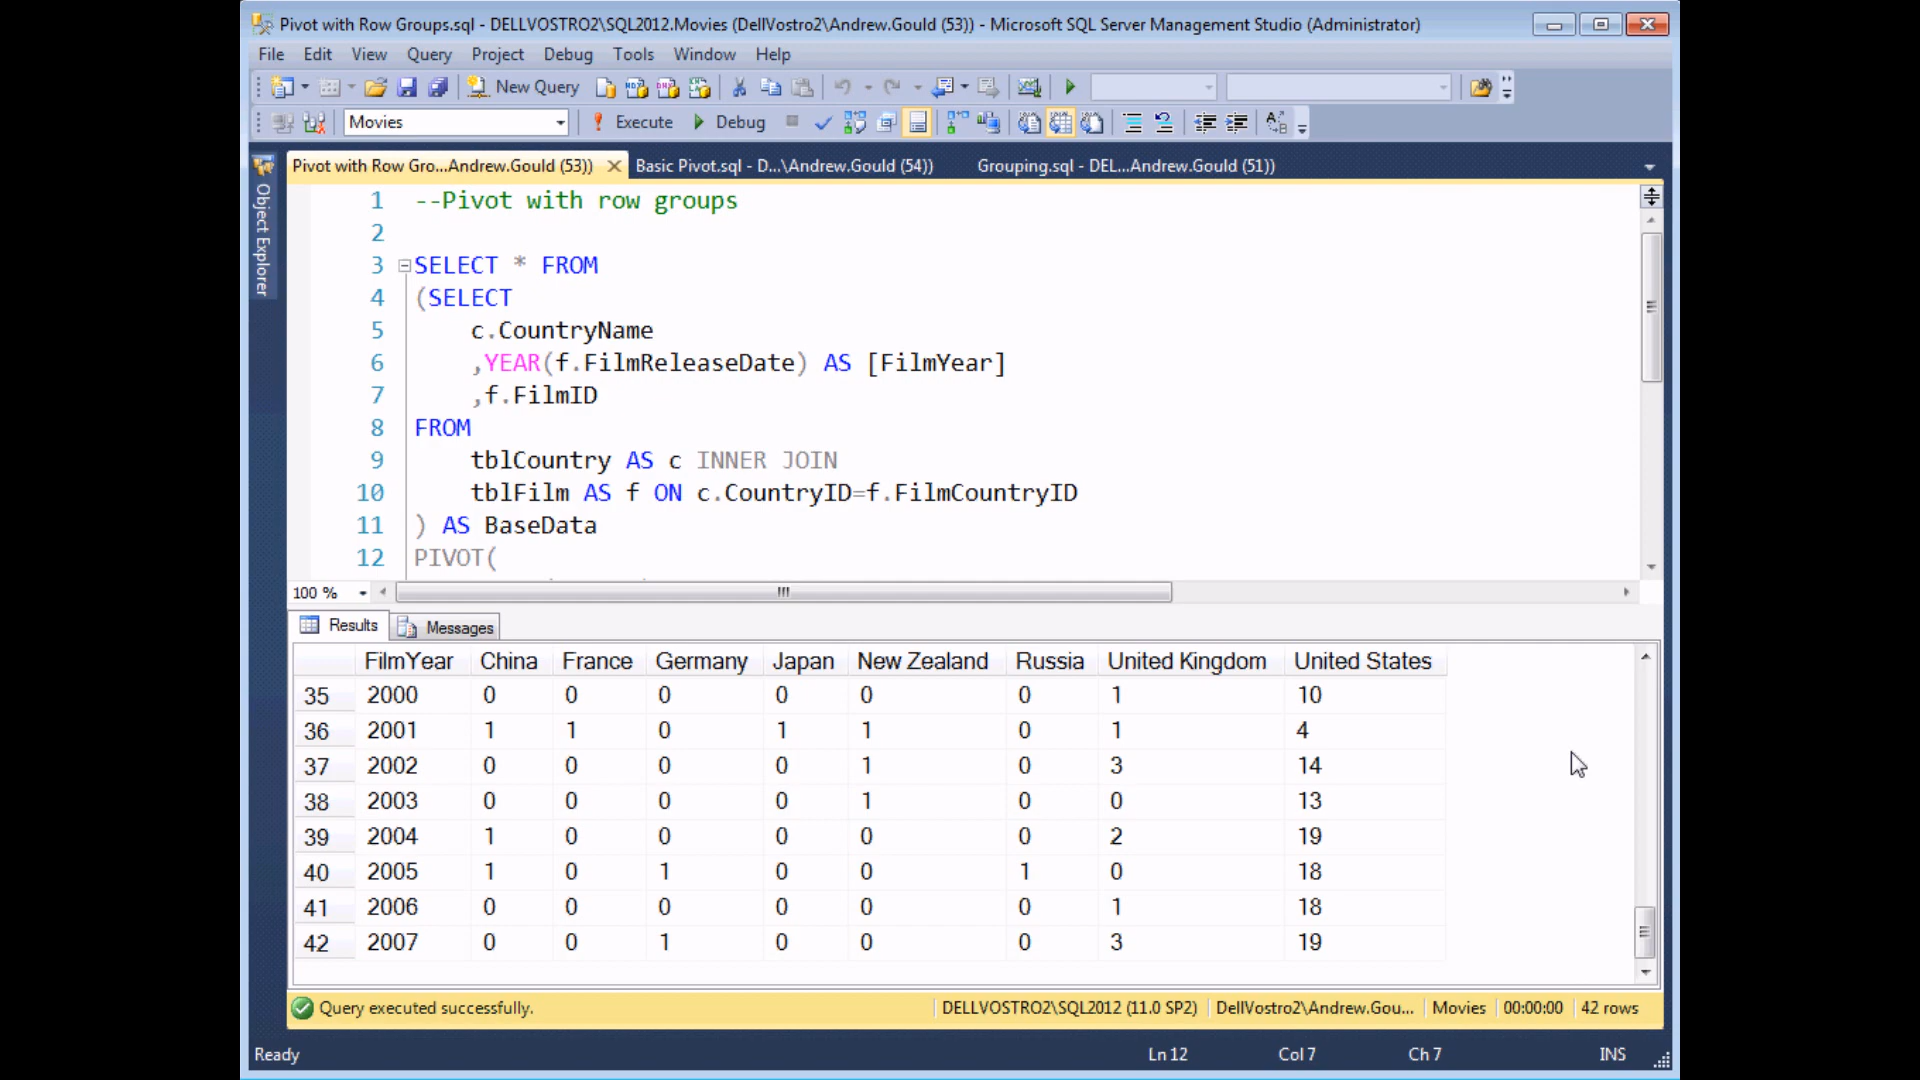 Pivot with Row Groups.sql - DELLVOSTRO2\SQL2012.Movies (DellVostro2\Andrew.Gould (53)) - Microsoft SQL Server Management Studio (Administrator)
File Edit View Query Project Debug Tools Window Help
New Query
Movies Execute Debug
Pivot with Row Gro...Andrew.Gould (53)) Basic Pivot.sql - D...\Andrew.Gould (54)) Grouping.sql - DEL...Andrew.Gould (51))
Object Explorer
1 --Pivot with row groups
2
3 SELECT * FROM
4 (SELECT
5 c.CountryName
6 ,YEAR(f.FilmReleaseDate) AS [FilmYear]
7 ,f.FilmID
8 FROM
9 tblCountry AS c INNER JOIN
10 tblFilm AS f ON c.CountryID=f.FilmCountryID
11 ) AS BaseData
12 PIVOT(
100 %
Results Messages
FilmYear China France Germany Japan New Zealand Russia United Kingdom United States
35 2000 0 0 0 0 0 0 1 10
36 2001 1 1 0 1 1 0 1 4
37 2002 0 0 0 0 1 0 3 14
38 2003 0 0 0 0 1 0 0 13
39 2004 1 0 0 0 0 0 2 19
40 2005 1 0 1 0 0 1 0 18
41 2006 0 0 0 0 0 0 1 18
42 2007 0 0 1 0 0 0 3 19
Query executed successfully. DELLVOSTRO2\SQL2012 (11.0 SP2) DellVostro2\Andrew.Gou... Movies 00:00:00 42 rows
Ready Ln 12 Col 7 Ch 7 INS